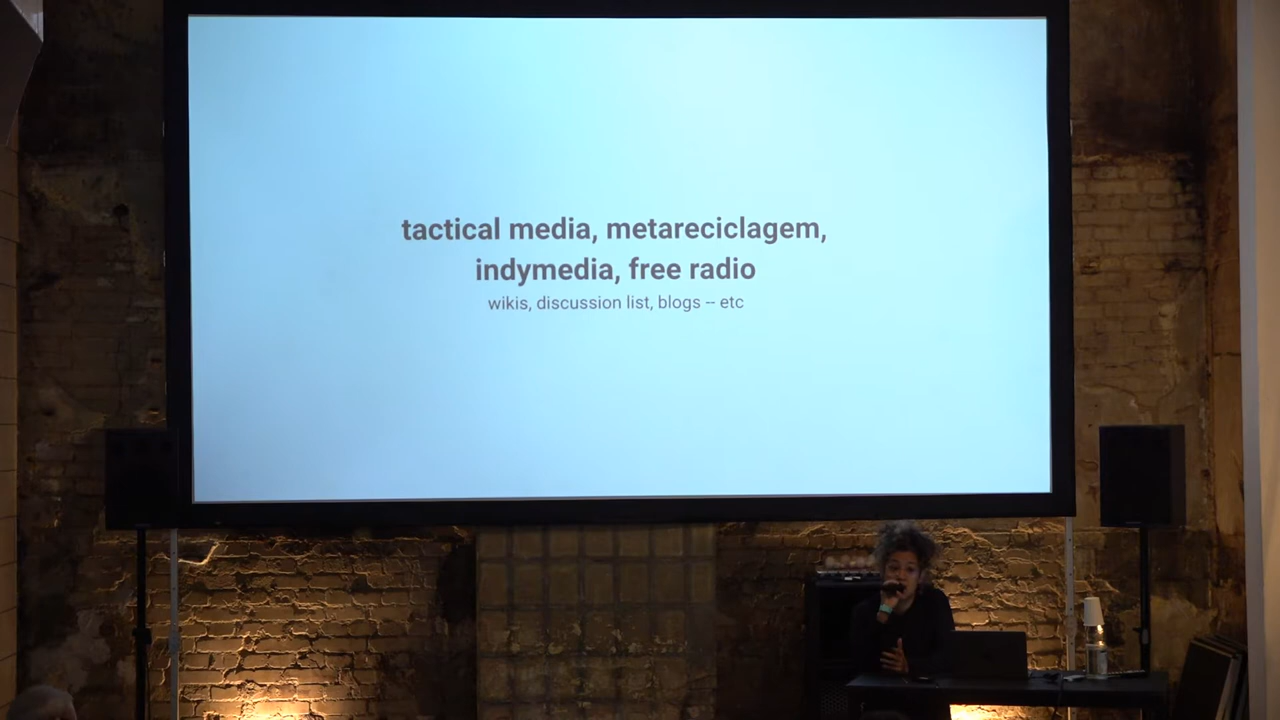 tactical media, metareciclagem,
indymedia, free radio
wikis, discussion list, blogs -- etc